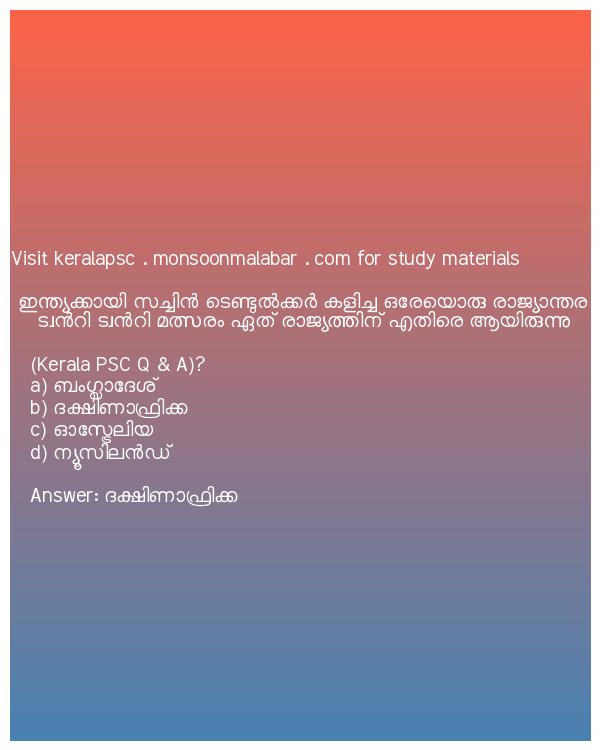 Visit keralapsc . monsoonmalabar . com for study materials
ഇന്ത്യക്കായി സച്ചിൻ ടെണ്ടുൽക്കർ കളിച്ച ഒരേയൊരു രാജ്യാന്തര
ട്വൻറി ട്വൻറി മത്സരം ഏത് രാജ്യത്തിന് എതിരെ ആയിരുന്നു
(Kerala PSC Q & A)?
a) ബംഗ്ലാദേശ്
b) ദക്ഷിണാഫ്രിക്ക
c) ഓസ്ട്രേലിയ
d) ന്യൂസിലൻഡ്
Answer: ദക്ഷിണാഫ്രിക്ക